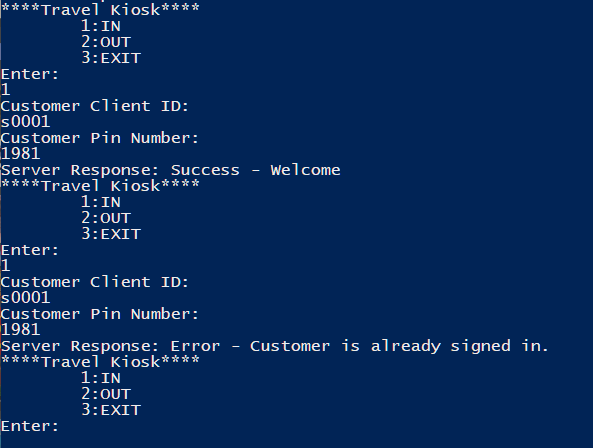 ****Travel Kiosk****
1:IN
2:OUT
3:EXIT
Enter:
1
Customer Client ID:
s0001
Customer Pin Number:
1981
Server Response: Success - Welcome
****Travel Kiosk****
1:IN
2:OUT
3:EXIT
Enter:
1
Customer Client ID:
s0001
Customer Pin Number:
1981
Server Response: Error - Customer is already signed in.
****Travel Kiosk****
1:IN
2:OUT
3:EXIT
Enter: